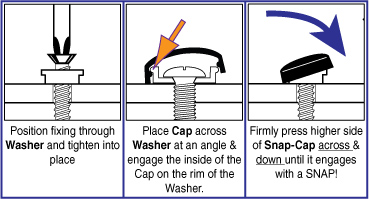 Position fixing through
Washer and tighten into
place
Place Cap across
Washer at an angle &
engage the inside of the
Cap on the rim of the
Washer.
Firmly press higher side
of Snap-Cap across &
down until it engages
with a SNAP!